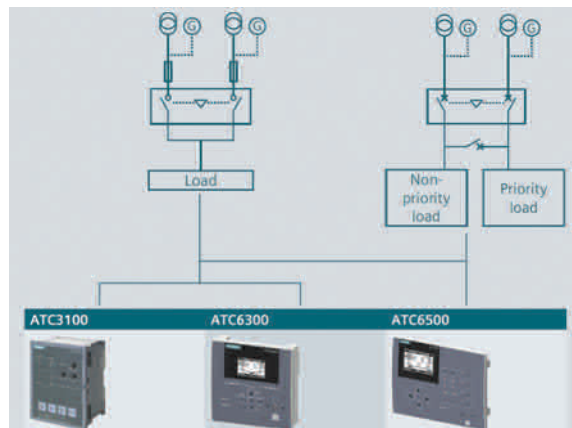 G
G
G
G
Load
Non-
priority
load
Priority
load
ATC3100
ATC6300
ATC6500